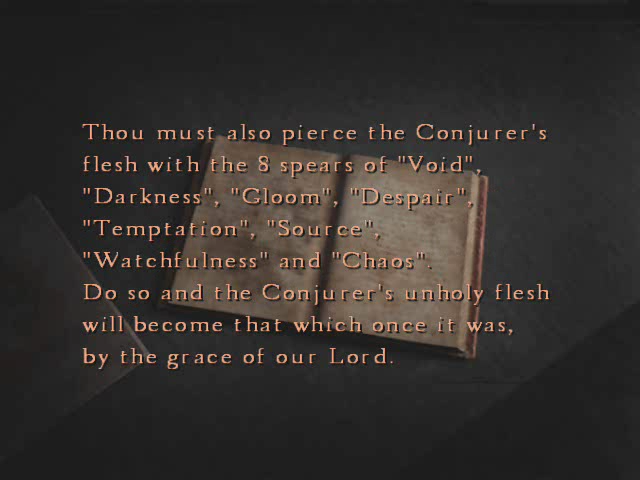 Thou must also pierce the Conjurer's
flesh with the 8 spears of "Void",
"Darkness", "Gloom", "Despair",
"Temptation", "Source",
"Watchfulness" and "Chaos".
Do so and the Conjurer's unholy flesh
will become that which once it was,
by the grace of our Lord.